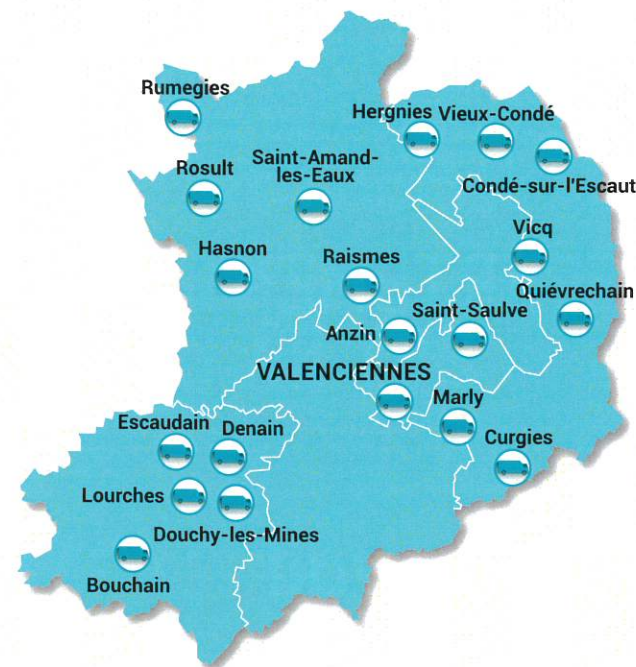 Rumegies
Hergnies
Vieux-Condé
Condé-sur-l'Escaut
Rosult
Saint-Amand-
les-Eaux
Vicq
Hasnon
Raismes
Quiévrechain
Anzin
Saint-Saulve
VALENCIENNES
Marly
Escaudain
Denain
Curgies
Lourches
Douchy-les-Mines
Bouchain